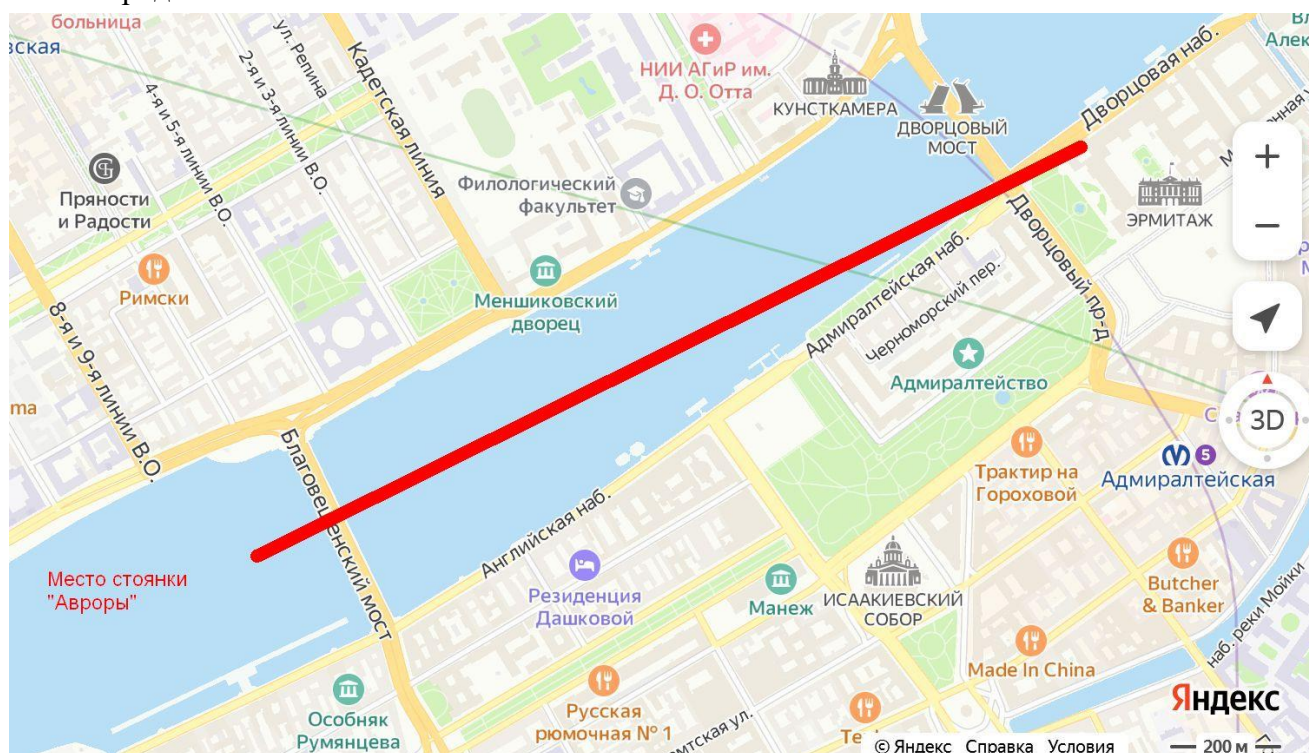 больница
ул. Репина
Кадетская линия
2-я и 3-я линии В.О.
4-я и 5-я линии В.О.
НИИ АГиР им.
Д. О. Отта
КУНСТКАМЕРА
ДВОРЦОВЫЙ
МОСТ
Дворцовая наб.
Пряности
и Радости
Филологический
факультет
ЭРМИТАЖ
Римски
Меншиковский
дворец
Адмиралтейская наб.
Черноморский пер.
Дворцовый пр-д
8-я и 9-я линии В.О.
Адмиралтейство
3D
Благовещенский мост
Трактир на
Гороховой
5
Адмиралтейская
Английская наб.
Место стоянки
"Авроры"
Резиденция
Дашковой
Манеж
ИСААКИЕВСКИЙ
СОБОР
Butcher
& Banker
наб. реки Мойки
Made In China
Особняк
Румянцева
Русская
рюмочная № 1
Яндекс
© Яндекс Справка Условия
200 м